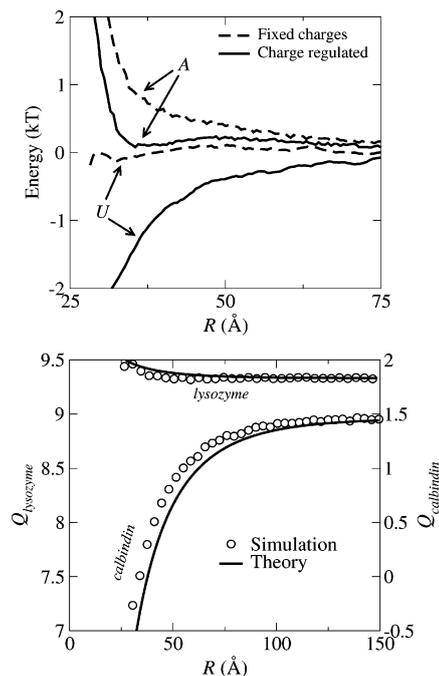 2
1
0
-1
-2
Energy (kT)
Fixed charges
Charge regulated
A
U
25
50
75
R (Å)
9.5
9
8.5
8
7.5
7
Q lysozyme
2
1.5
1
0.5
0
-0.5
Q calbindin
lysozyme
calbindin
Simulation
Theory
0
50
100
150
R (Å)